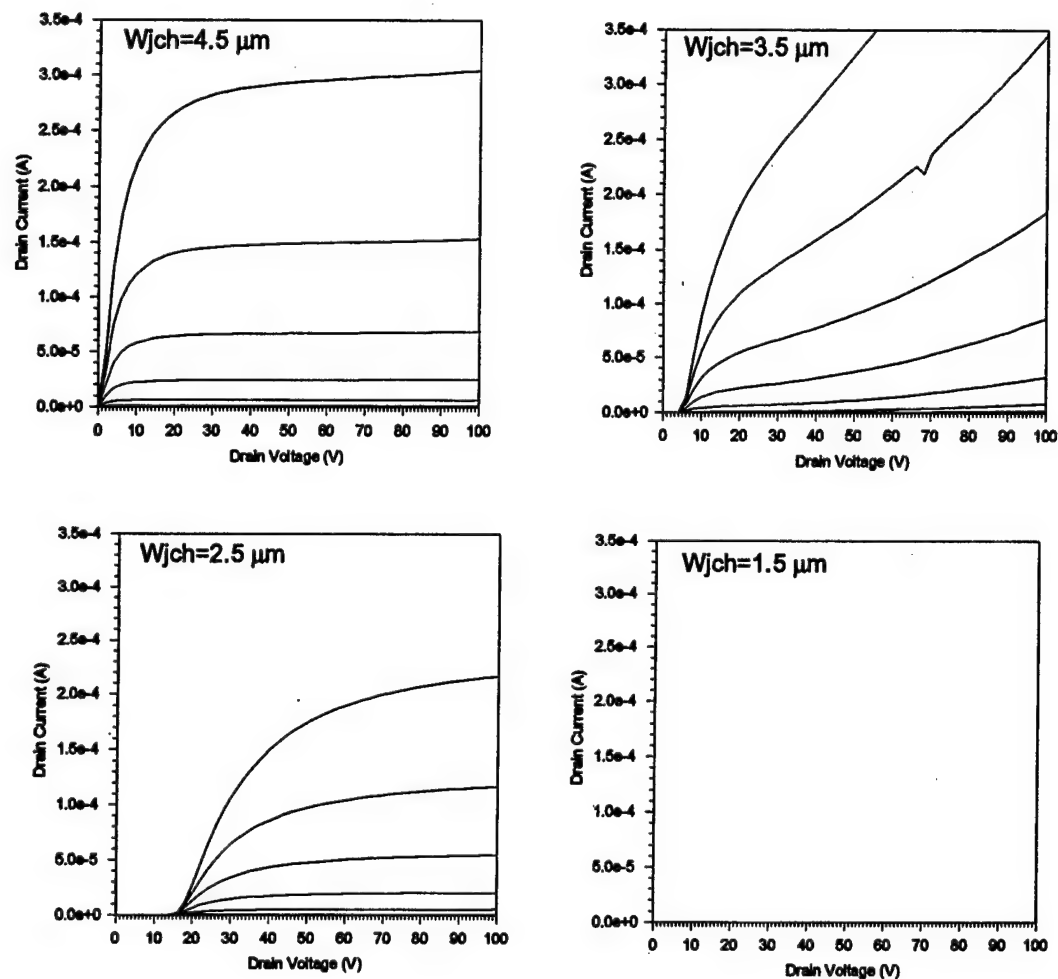 Wjch=4.5 μm
3.5e-4
3.0e-4
2.5e-4
2.0e-4
1.5e-4
1.0e-4
5.0e-5
0.0e+0
Drain Current (A)
0 10 20 30 40 50 60 70 80 90 100
Drain Voltage (V)
Wjch=3.5 μm
3.5e-4
3.0e-4
2.5e-4
2.0e-4
1.5e-4
1.0e-4
5.0e-5
0.0e+0
Drain Current (A)
0 10 20 30 40 50 60 70 80 90 100
Drain Voltage (V)
Wjch=2.5 μm
3.5e-4
3.0e-4
2.5e-4
2.0e-4
1.5e-4
1.0e-4
5.0e-5
0.0e+0
Drain Current (A)
0 10 20 30 40 50 60 70 80 90 100
Drain Voltage (V)
Wjch=1.5 μm
3.5e-4
3.0e-4
2.5e-4
2.0e-4
1.5e-4
1.0e-4
5.0e-5
0.0e+0
Drain Current (A)
0 10 20 30 40 50 60 70 80 90 100
Drain Voltage (V)